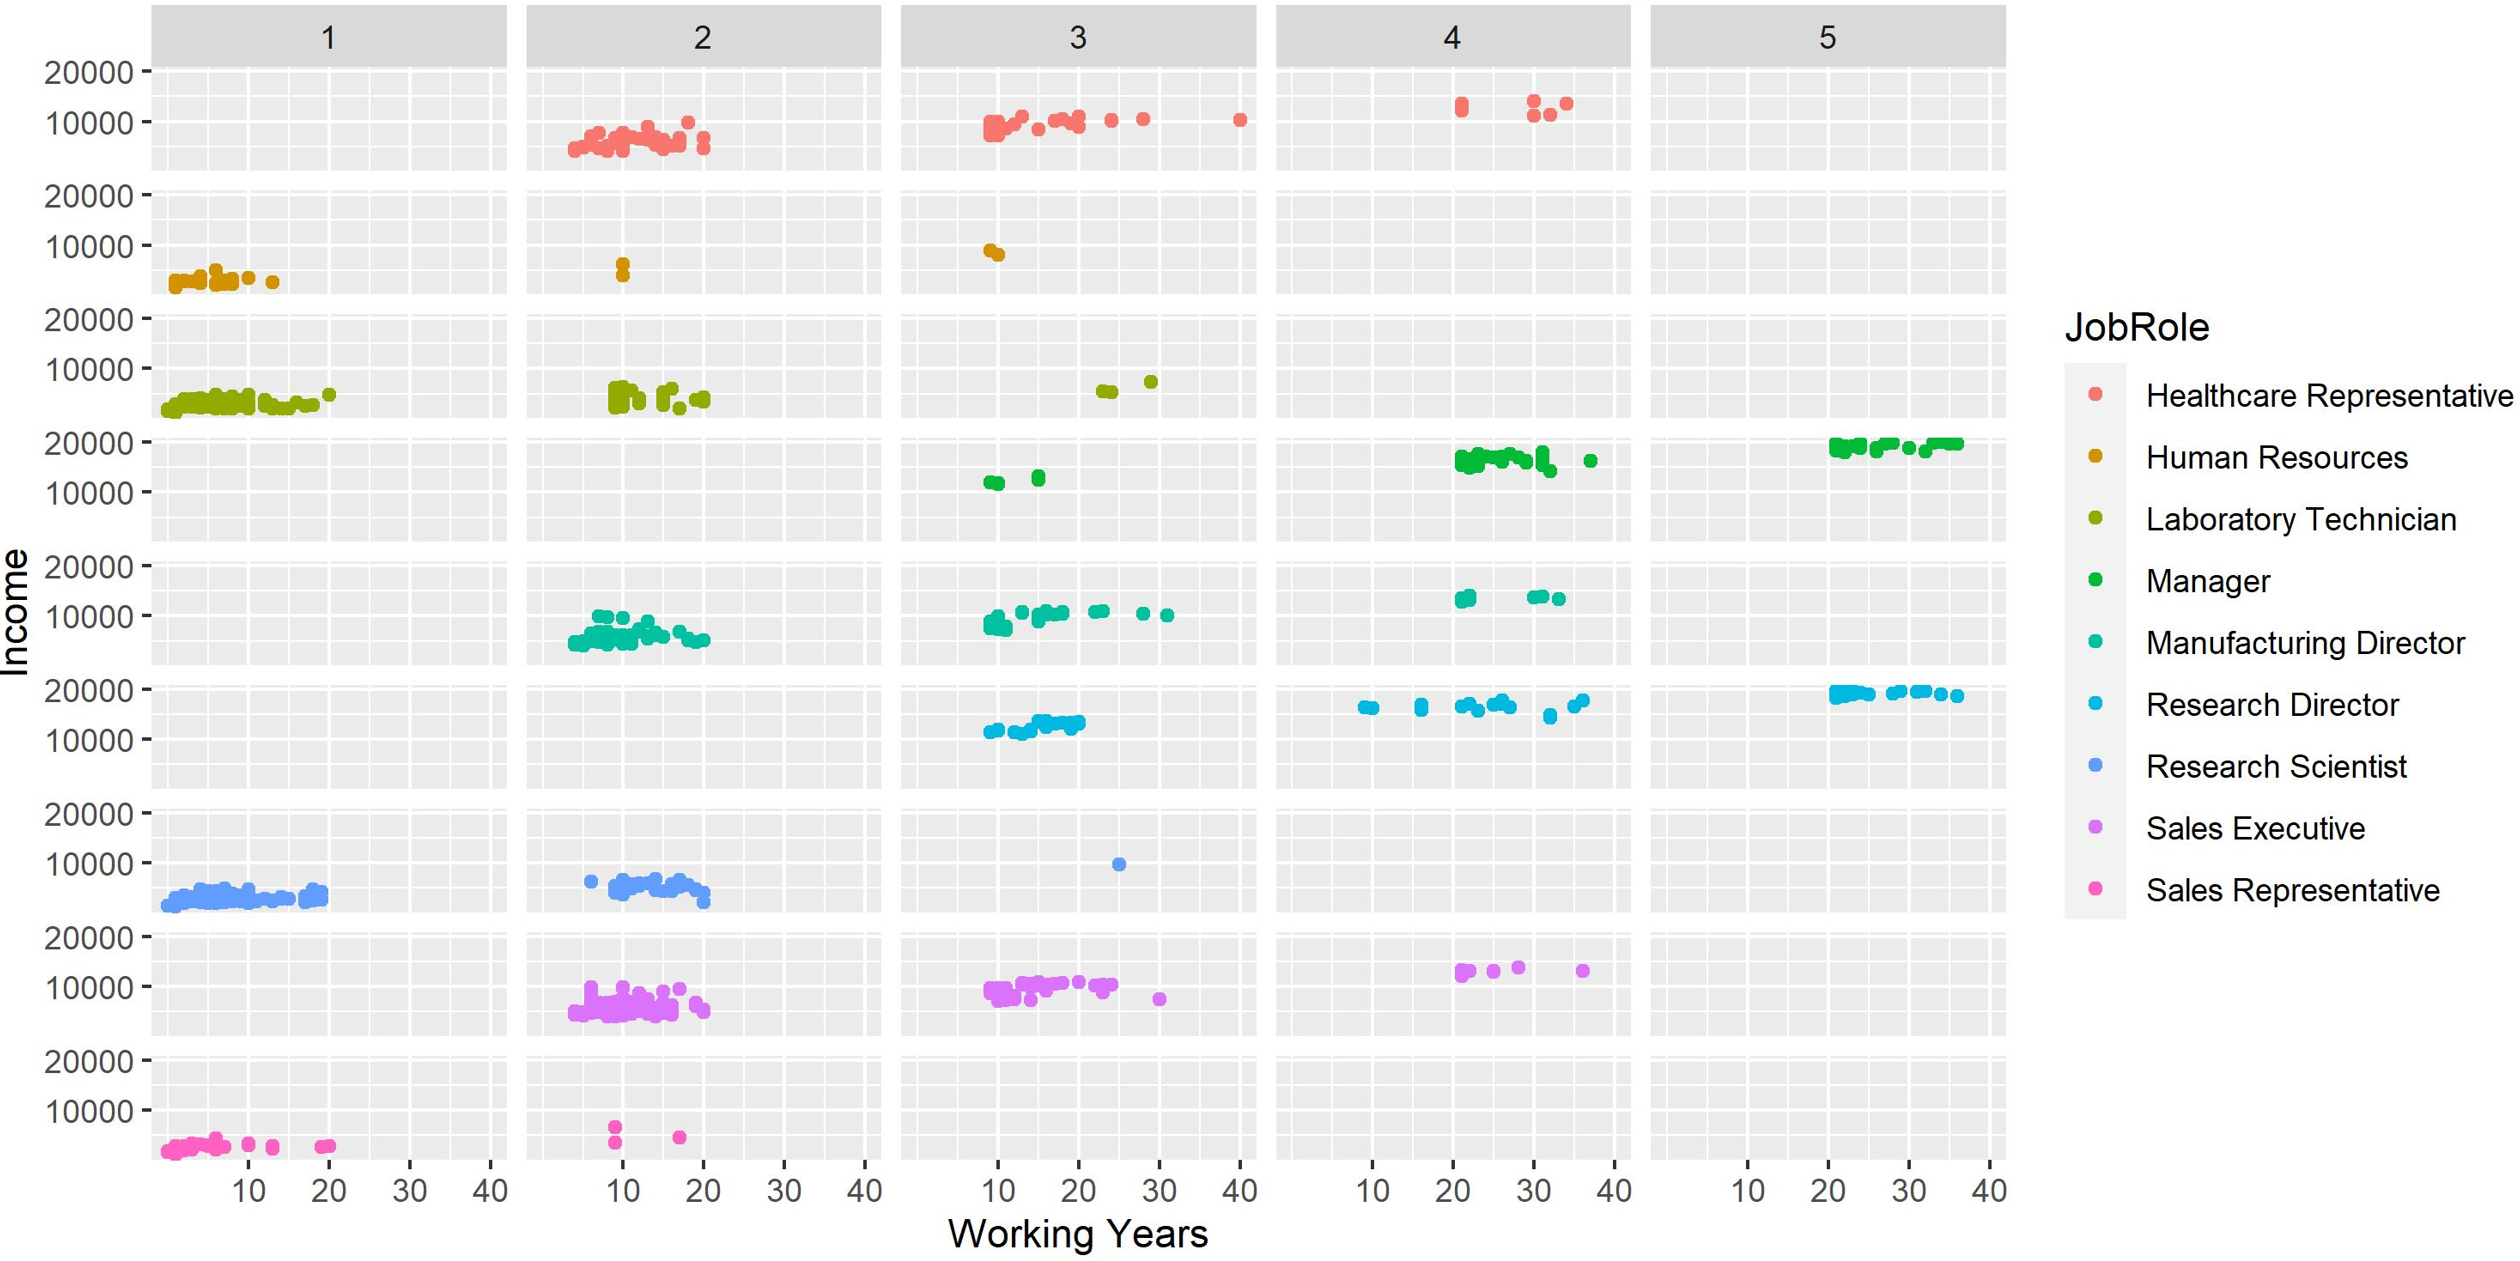 1 2 3 4 5
20000
10000
20000
10000
20000
10000
20000
10000
20000
10000
20000
10000
20000
10000
20000
10000
20000
10000
Income
10 20 30 40 10 20 30 40 10 20 30 40 10 20 30 40 10 20 30 40
Working Years
JobRole
Healthcare Representative
Human Resources
Laboratory Technician
Manager
Manufacturing Director
Research Director
Research Scientist
Sales Executive
Sales Representative